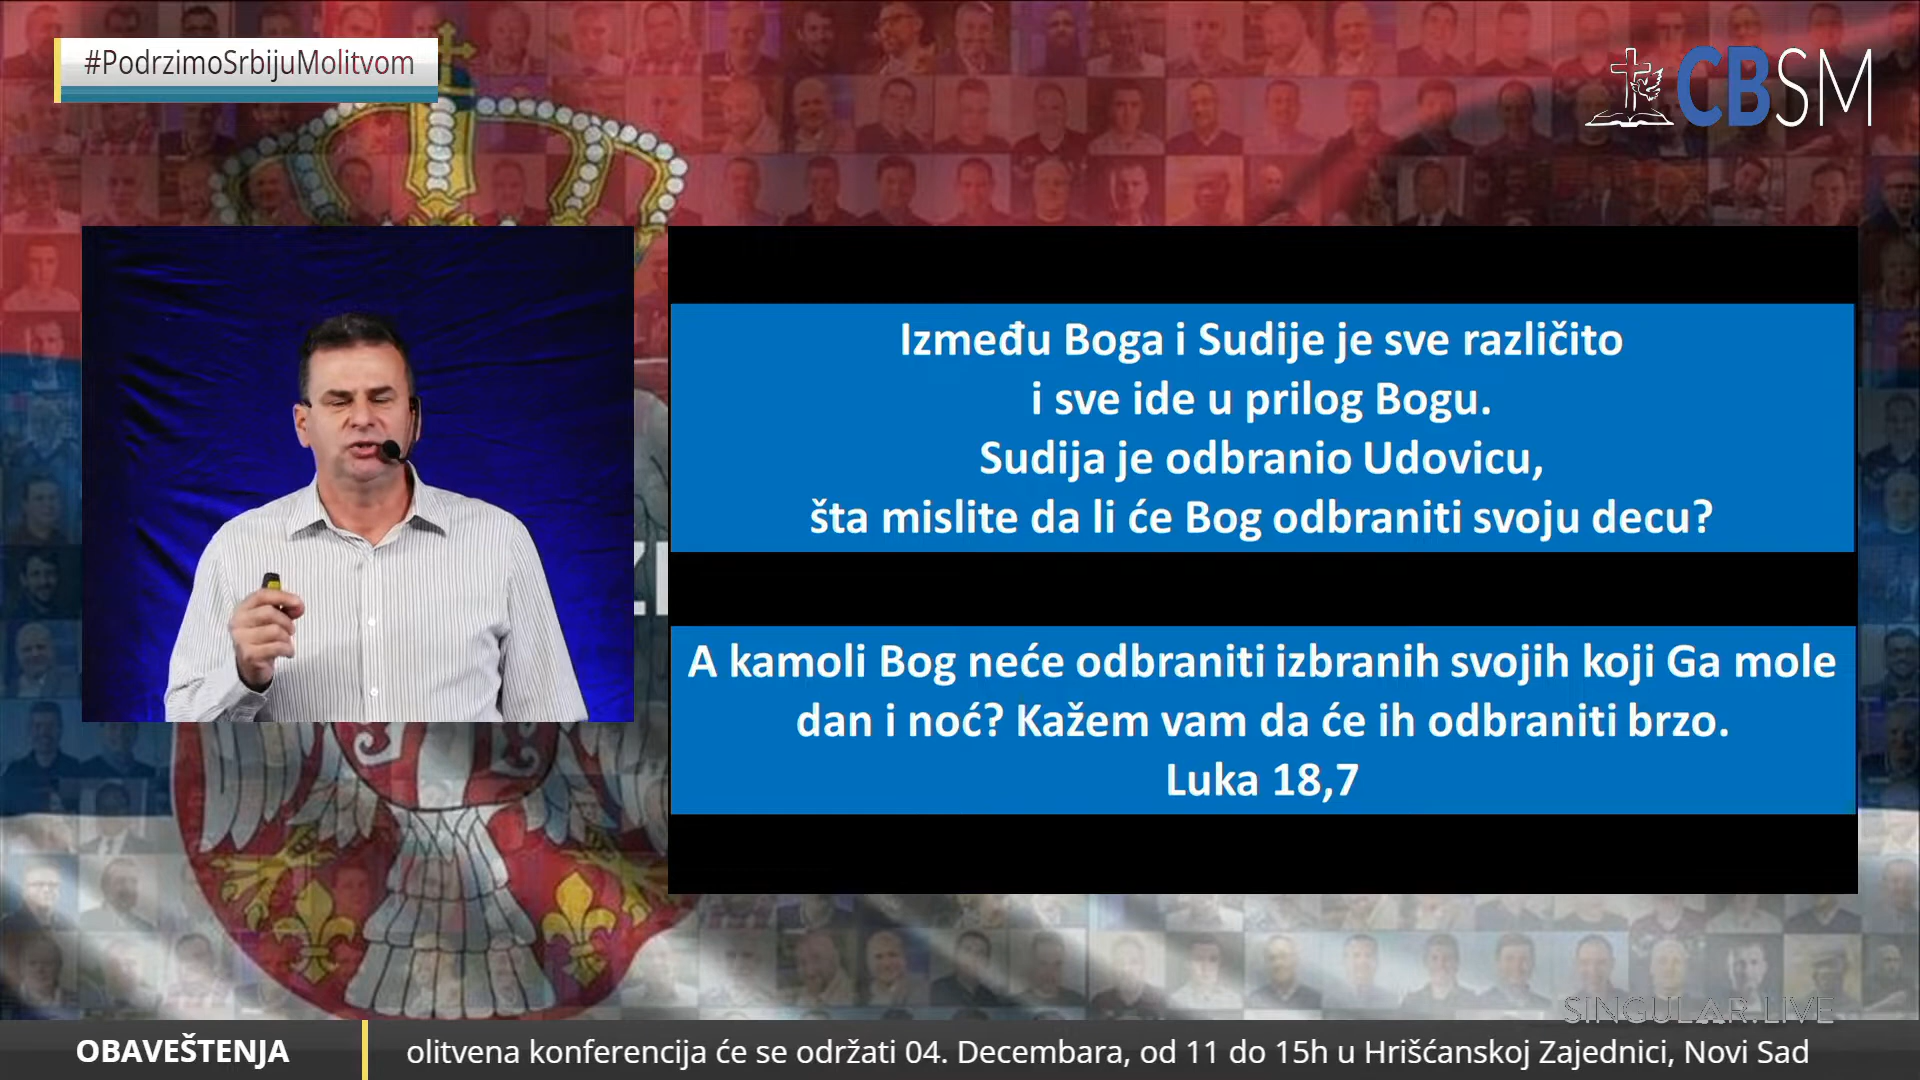 #PodrzimoSrbijuMolitvom
CBSM
Između Boga i Sudije je sve različito
i sve ide u prilog Bogu.
Sudija je odbranio Udovicu,
šta mislite da li će Bog odbraniti svoju decu?
A kamoli Bog neće odbraniti izbranih svojih koji Ga mole
dan i noć? Kažem vam da će ih odbraniti brzo.
Luka 18,7
SINGULAR.LIVE
OBAVEŠTENJA
olitvena konferencija će se održati 04. Decembara, od 11 do 15h u Hrišćanskoj Zajednici, Novi Sad